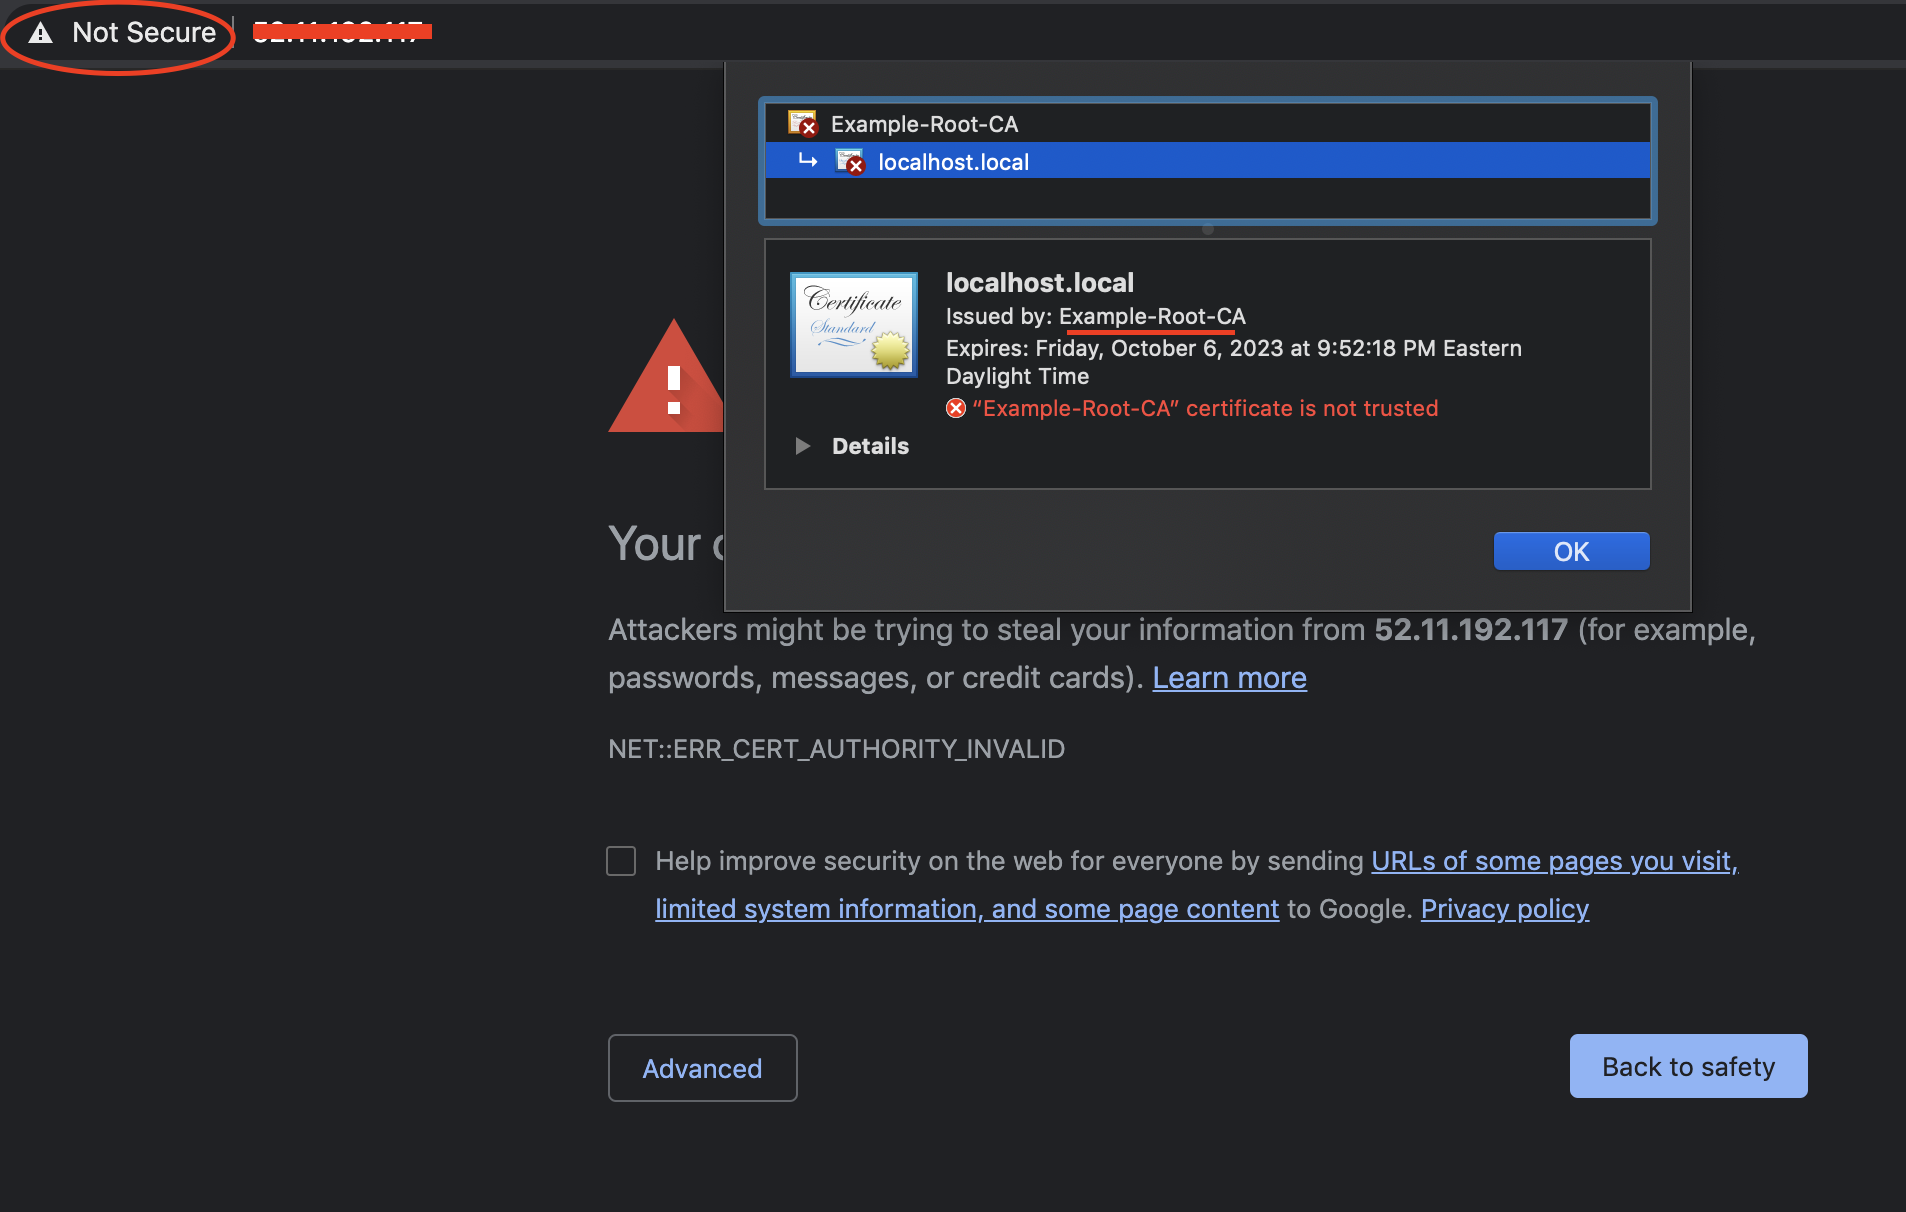 Not Secure
52.11.192.117
Example-Root-CA
localhost.local
Certificate
Standard
localhost.local
Issued by: Example-Root-CA
Expires: Friday, October 6, 2023 at 9:52:18 PM Eastern
Daylight Time
“Example-Root-CA” certificate is not trusted
Details
OK
Your
Attackers might be trying to steal your information from 52.11.192.117 (for example,
passwords, messages, or credit cards). Learn more
NET::ERR_CERT_AUTHORITY_INVALID
Help improve security on the web for everyone by sending URLs of some pages you visit,
limited system information, and some page content to Google. Privacy policy
Advanced
Back to safety